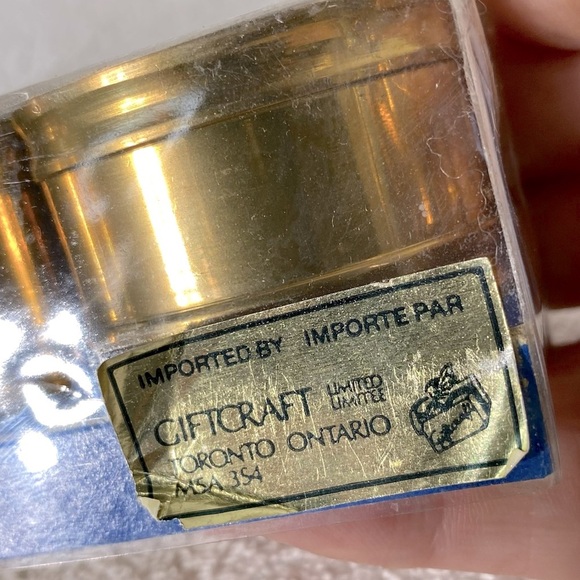 IMPORTED BY IMPORTE PAR
GIFTCRAFT LIMITED
LIMITEE
TORONTO ONTARIO
M5A 3S4